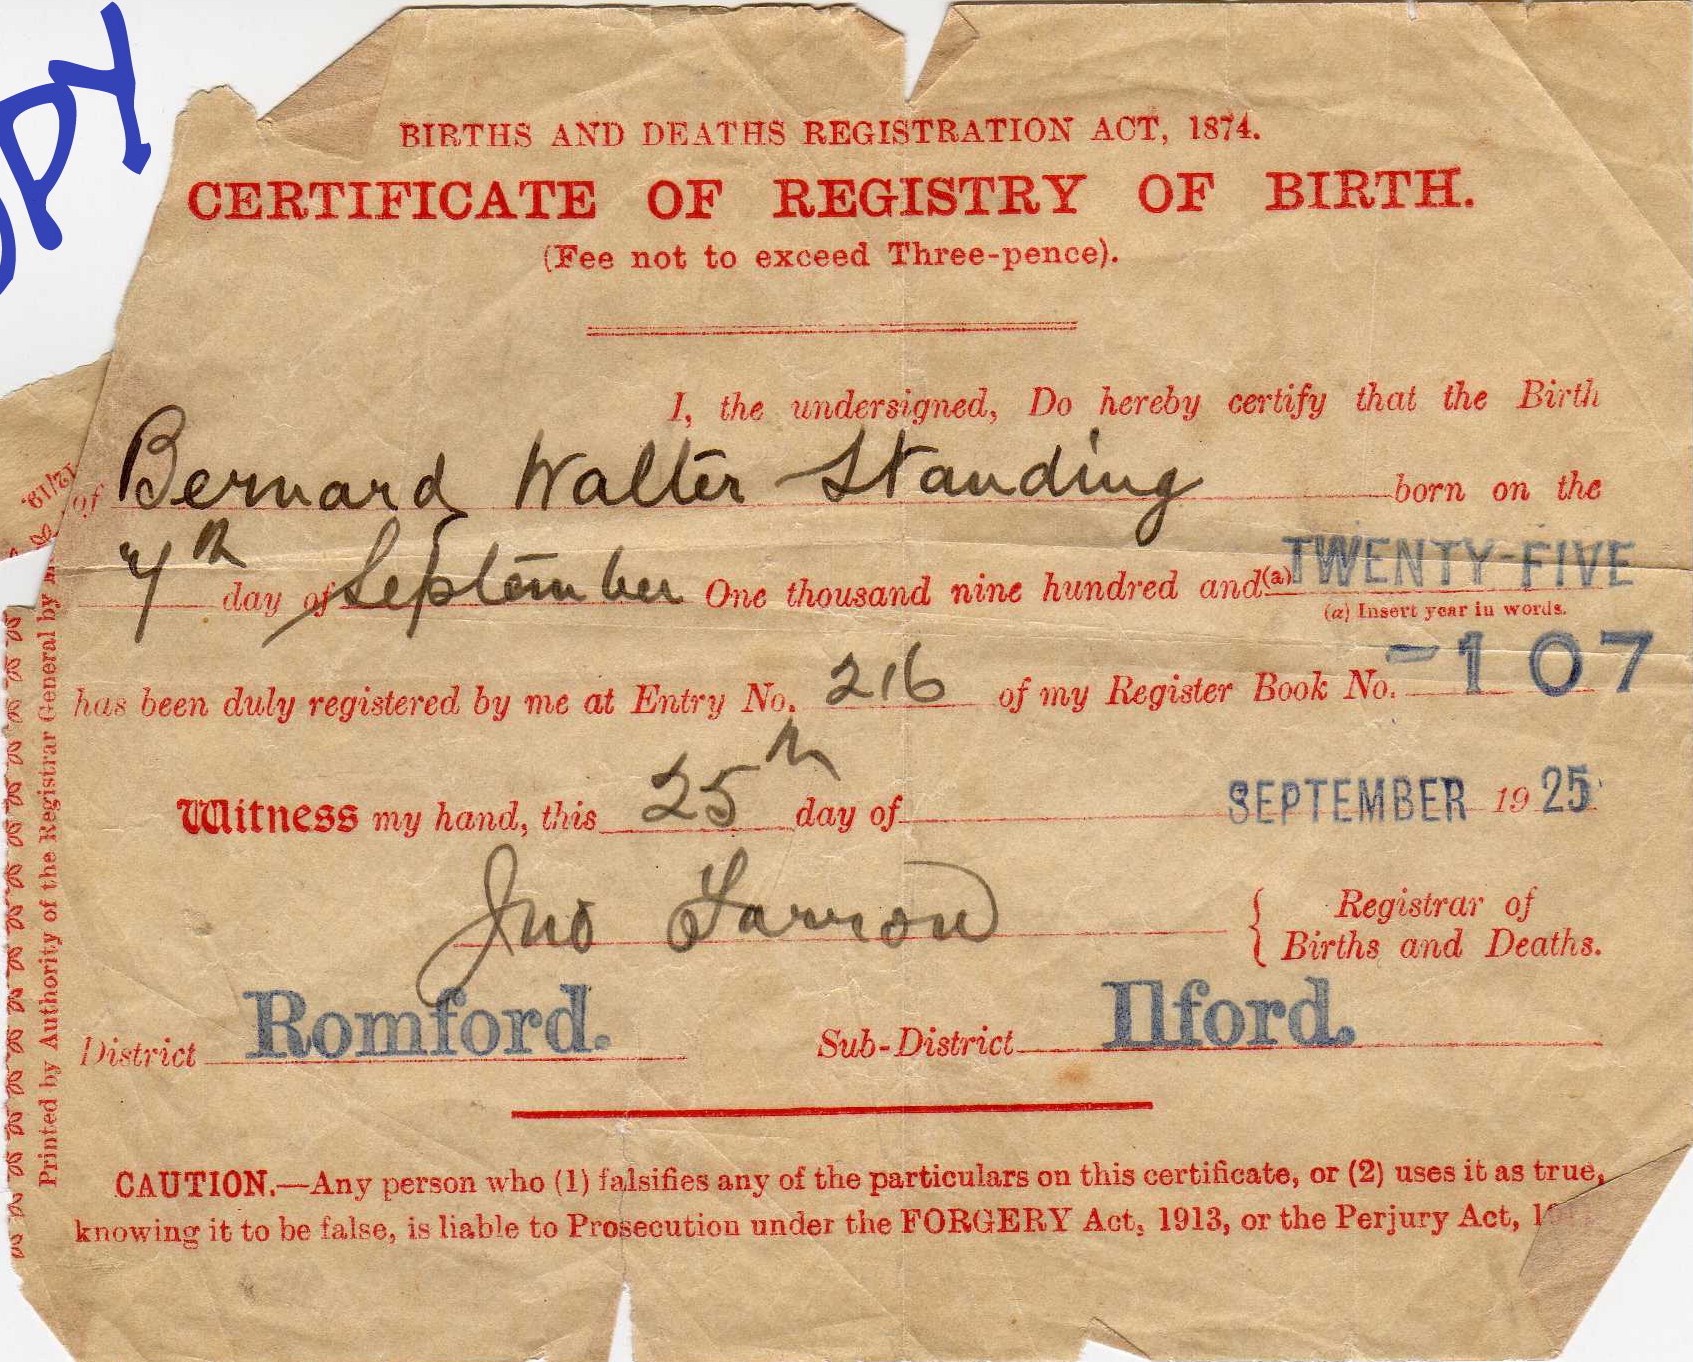 OPY
BIRTHS AND DEATHS REGISTRATION ACT, 1874.
CERTIFICATE OF REGISTRY OF BIRTH.
(Fee not to exceed Three-pence).
I, the undersigned, Do hereby certify that the Birth
of Bernard Walter Standing born on the
7th day of September One thousand nine hundred and (a) TWENTY-FIVE
(a) Insert year in words.
has been duly registered by me at Entry No. 216 of my Register Book No. -107
Witness my hand, this 25th day of SEPTEMBER 1925
Jno
Registrar of
Births and Deaths.
District Romford. Sub-District Ilford.
CAUTION.—Any person who (1) falsifies any of the particulars on this certificate, or (2) uses it as true,
knowing it to be false, is liable to Prosecution under the FORGERY Act, 1913, or the Perjury Act,
Printed by Authority of the Registrar General by
12/19.